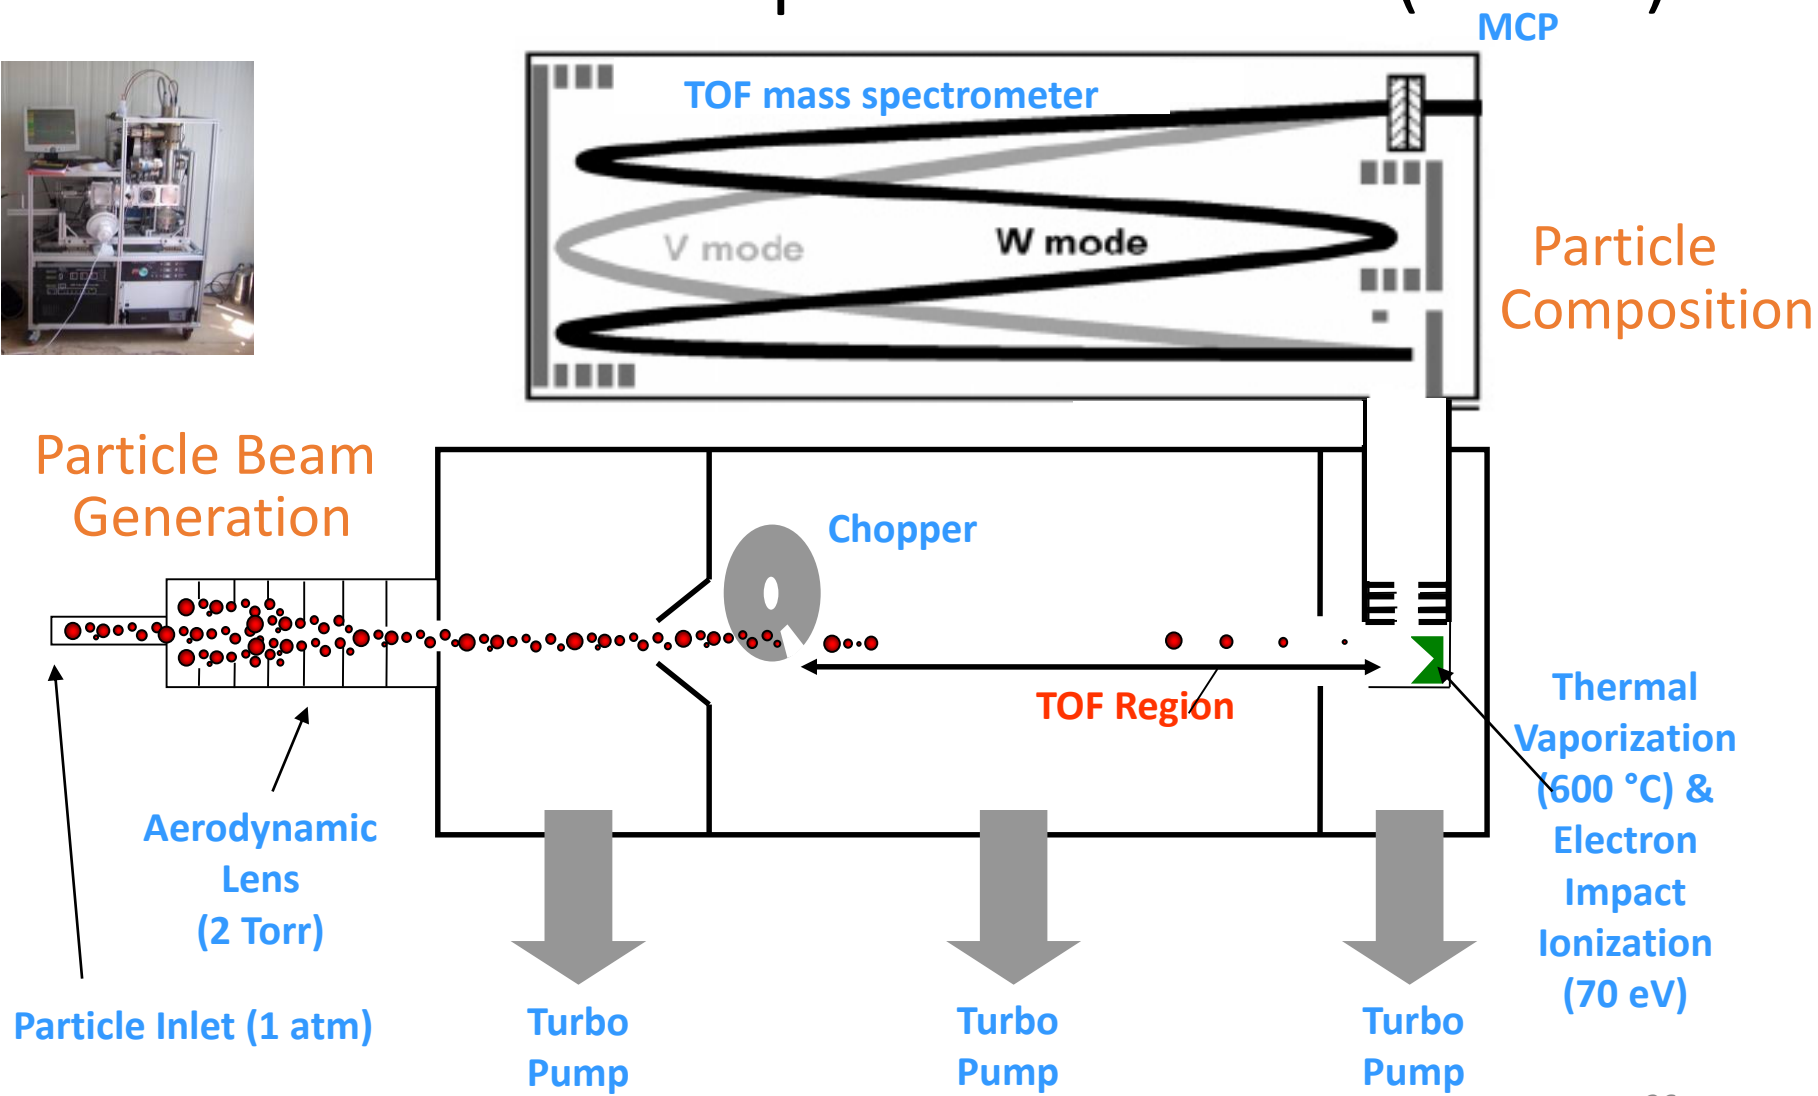 MCP
TOF mass spectrometer
V mode
W mode
Particle
Composition
Particle Beam
Generation
Chopper
TOF Region
Thermal
Vaporization
(600 °C) &
Electron
Impact
Ionization
(70 eV)
Aerodynamic
Lens
(2 Torr)
Particle Inlet (1 atm)
Turbo
Pump
Turbo
Pump
Turbo
Pump